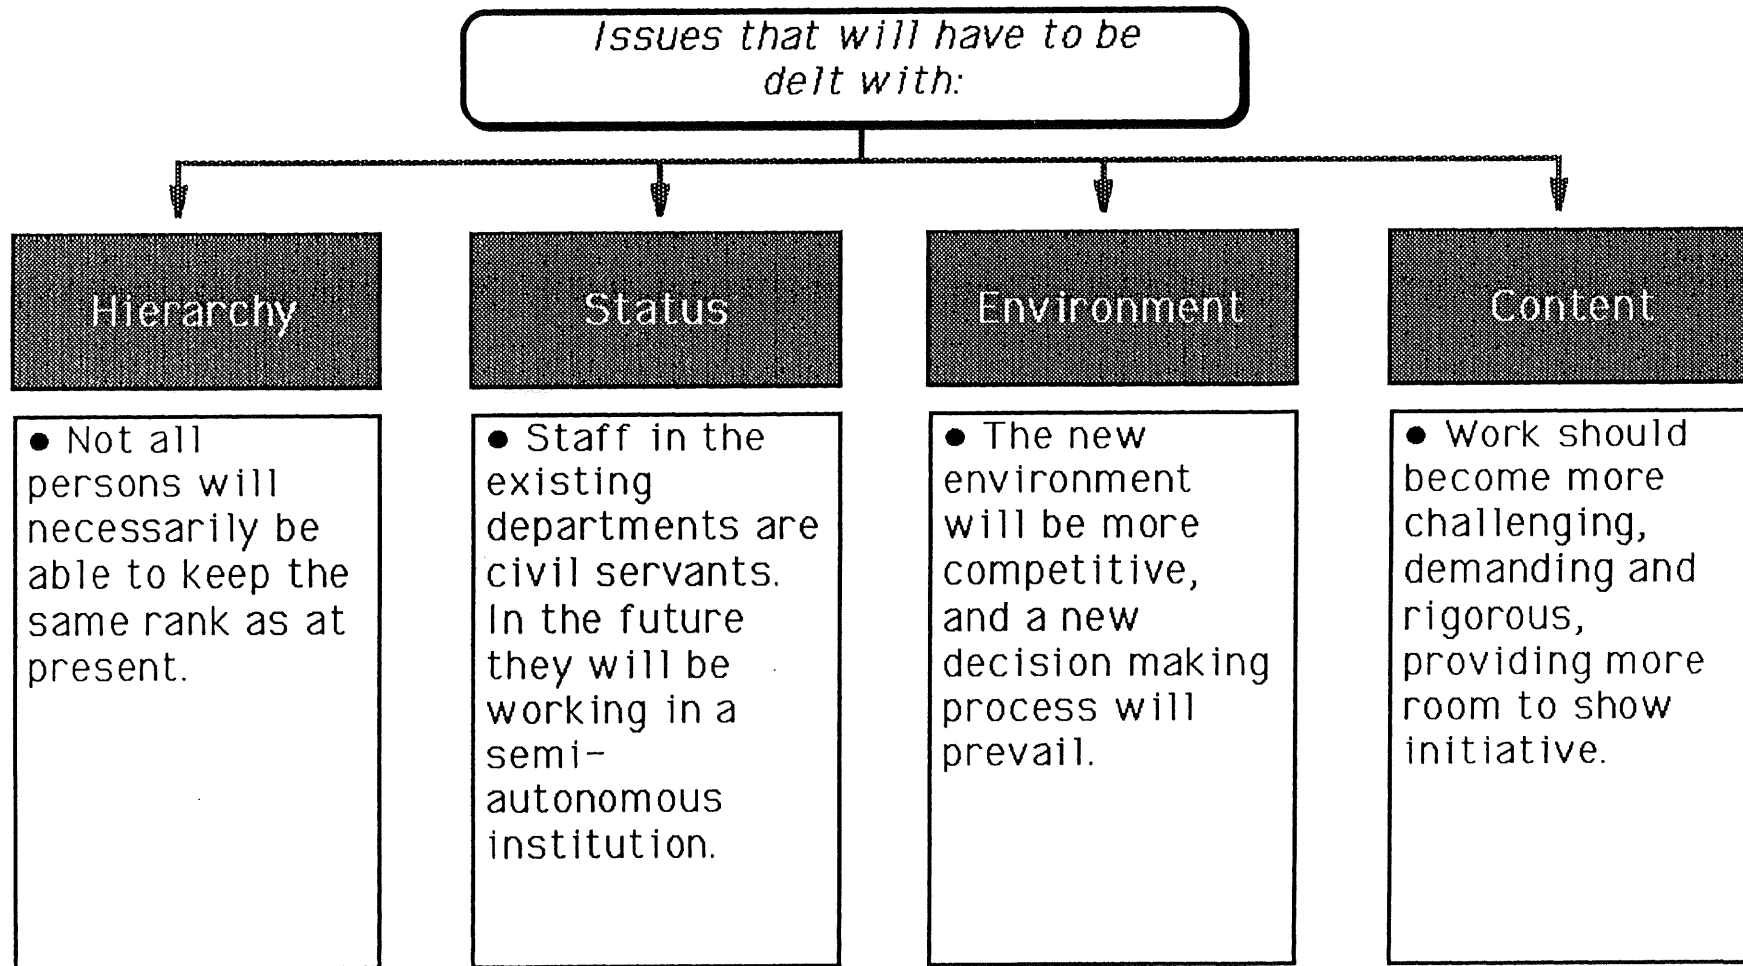 Issues that will have to be
delt with:
Hierarchy
Status
Environment
Content
● Not all
persons will
necessarily be
able to keep the
same rank as at
present.
● Staff in the
existing
departments are
civil servants.
In the future
they will be
working in a
semi-
autonomous
institution.
● The new
environment
will be more
competitive,
and a new
decision making
process will
prevail.
● Work should
become more
challenging,
demanding and
rigorous,
providing more
room to show
initiative.